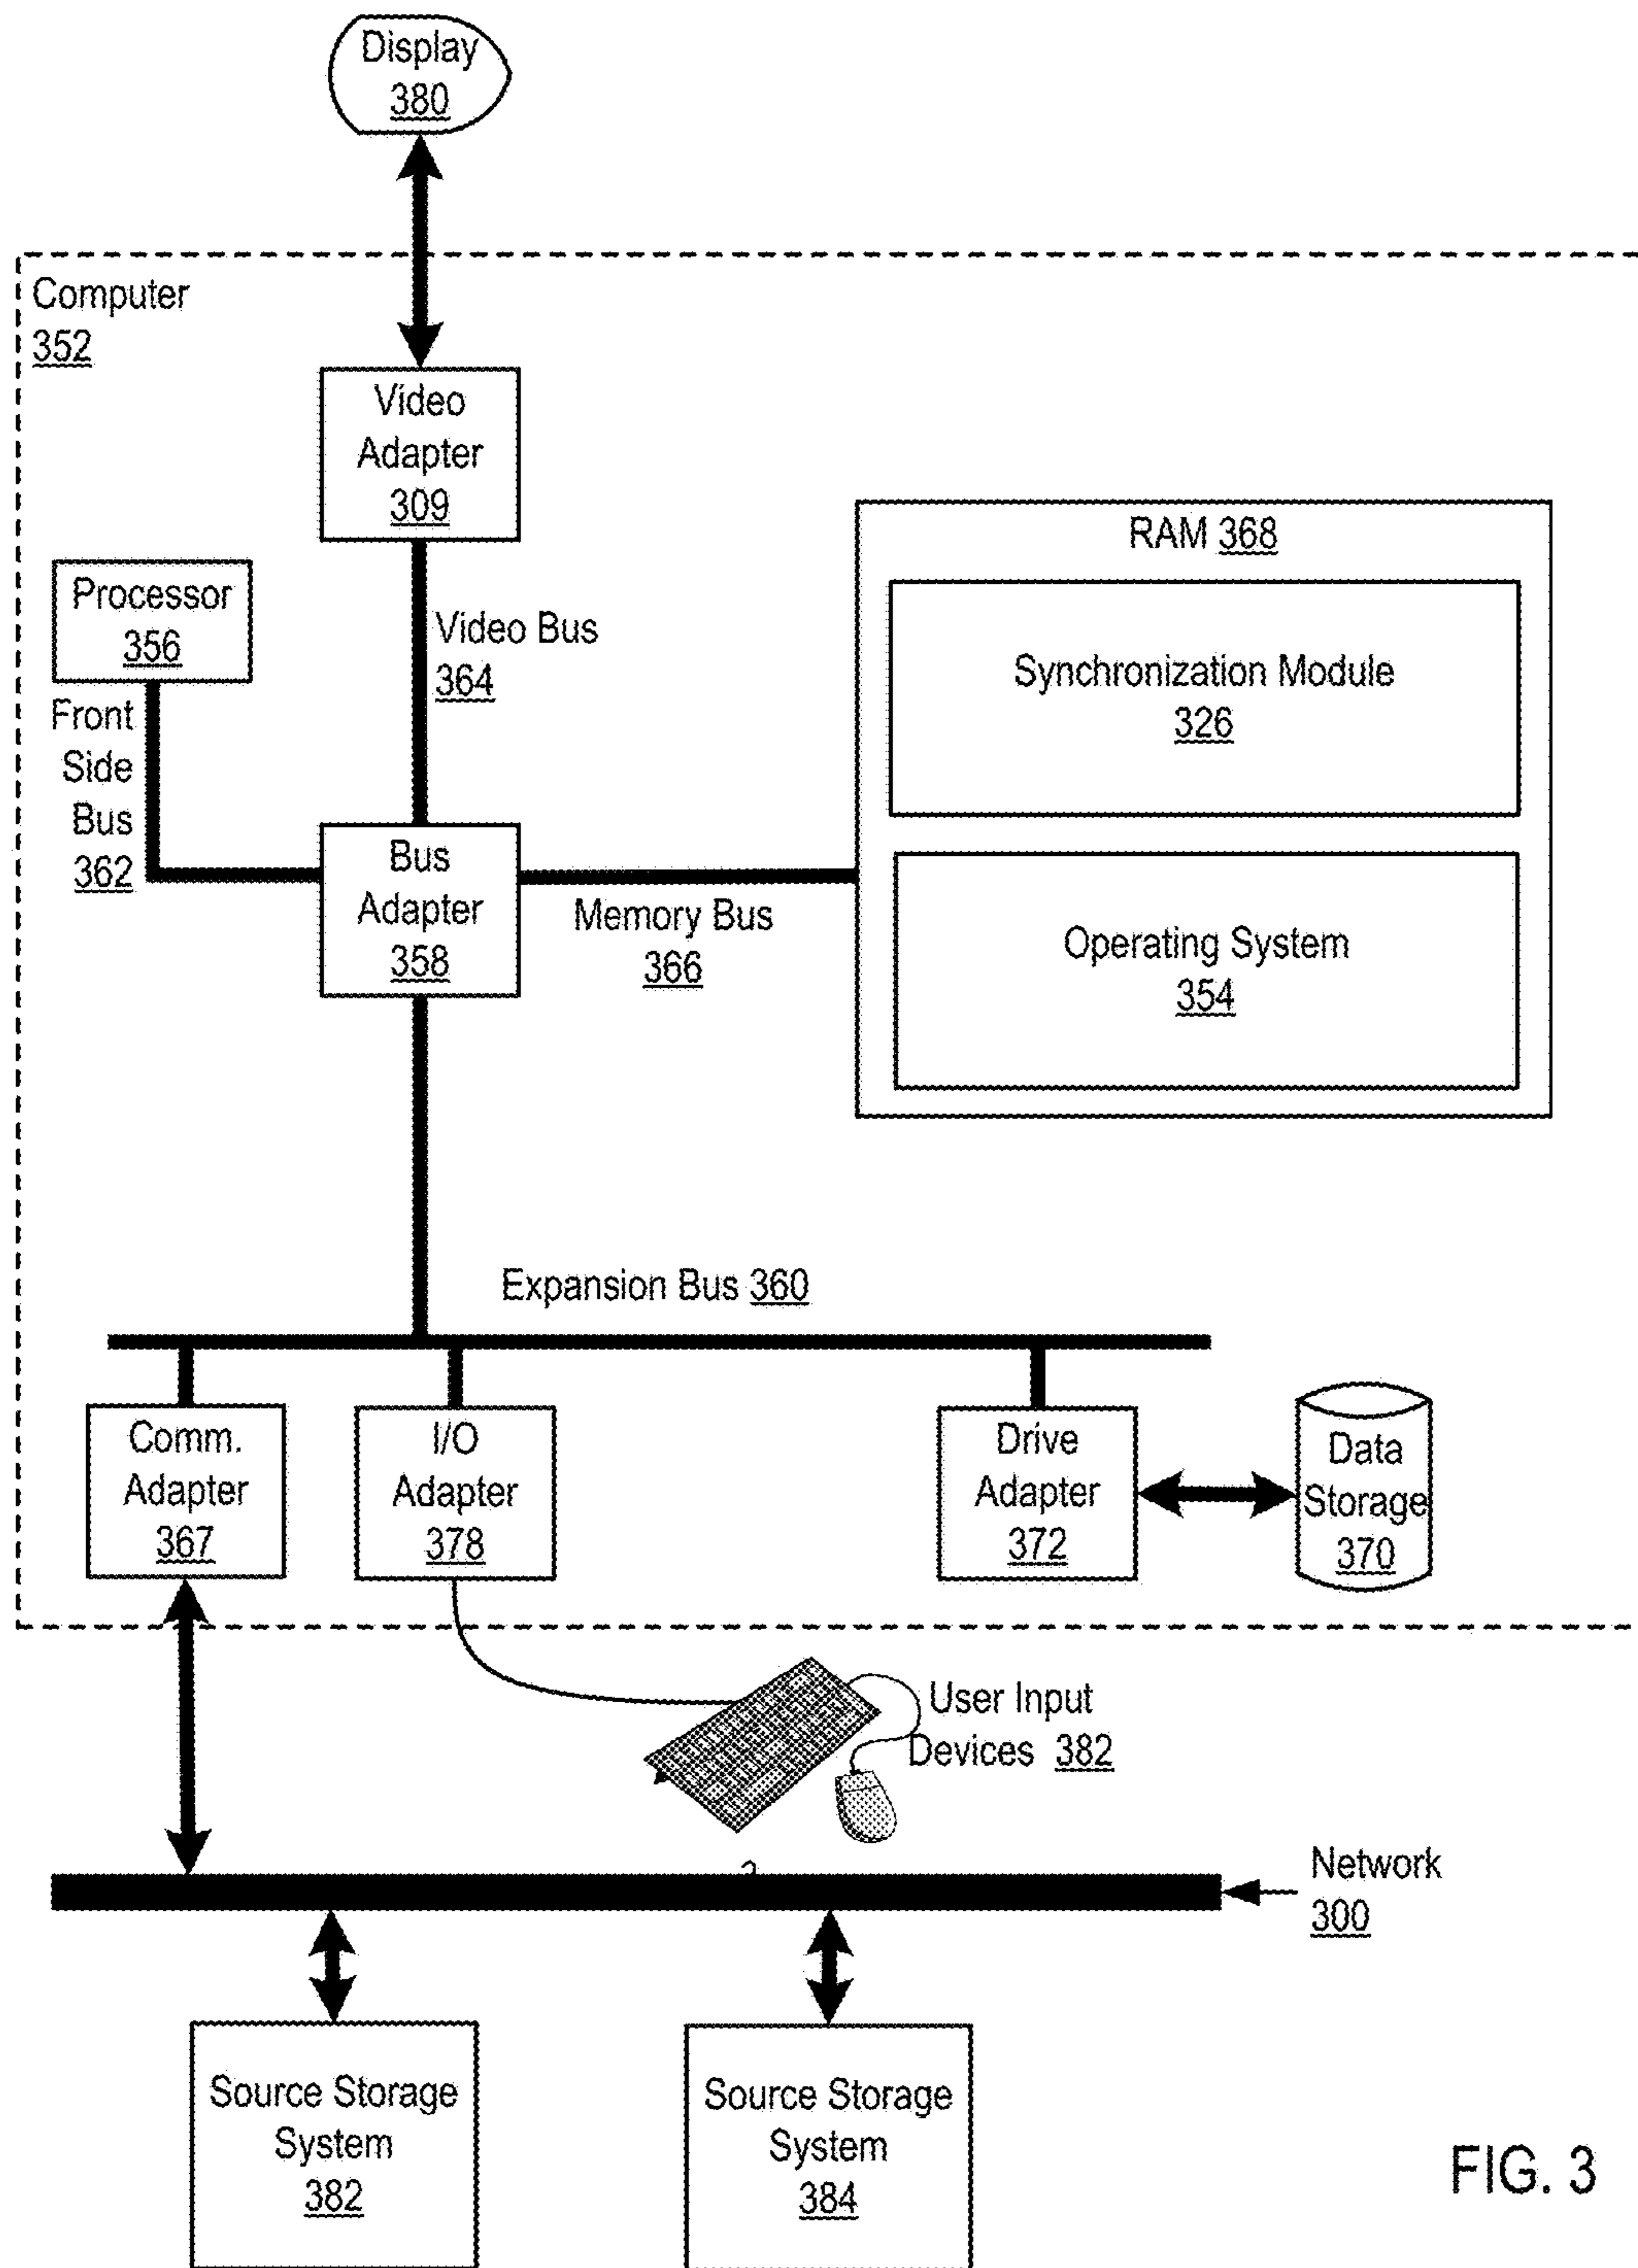 Display
380
Computer
352
Video
Adapter
309
RAM 368
Processor
356
Video Bus
364
Synchronization Module
326
Front
Side
Bus
362
Bus
Adapter
358
Memory Bus
366
Operating System
354
Expansion Bus 360
Comm.
Adapter
367
I/O
Adapter
378
Drive
Adapter
372
Data
Storage
370
User Input
Devices 382
Network
300
Source Storage
System
382
Source Storage
System
384
FIG. 3